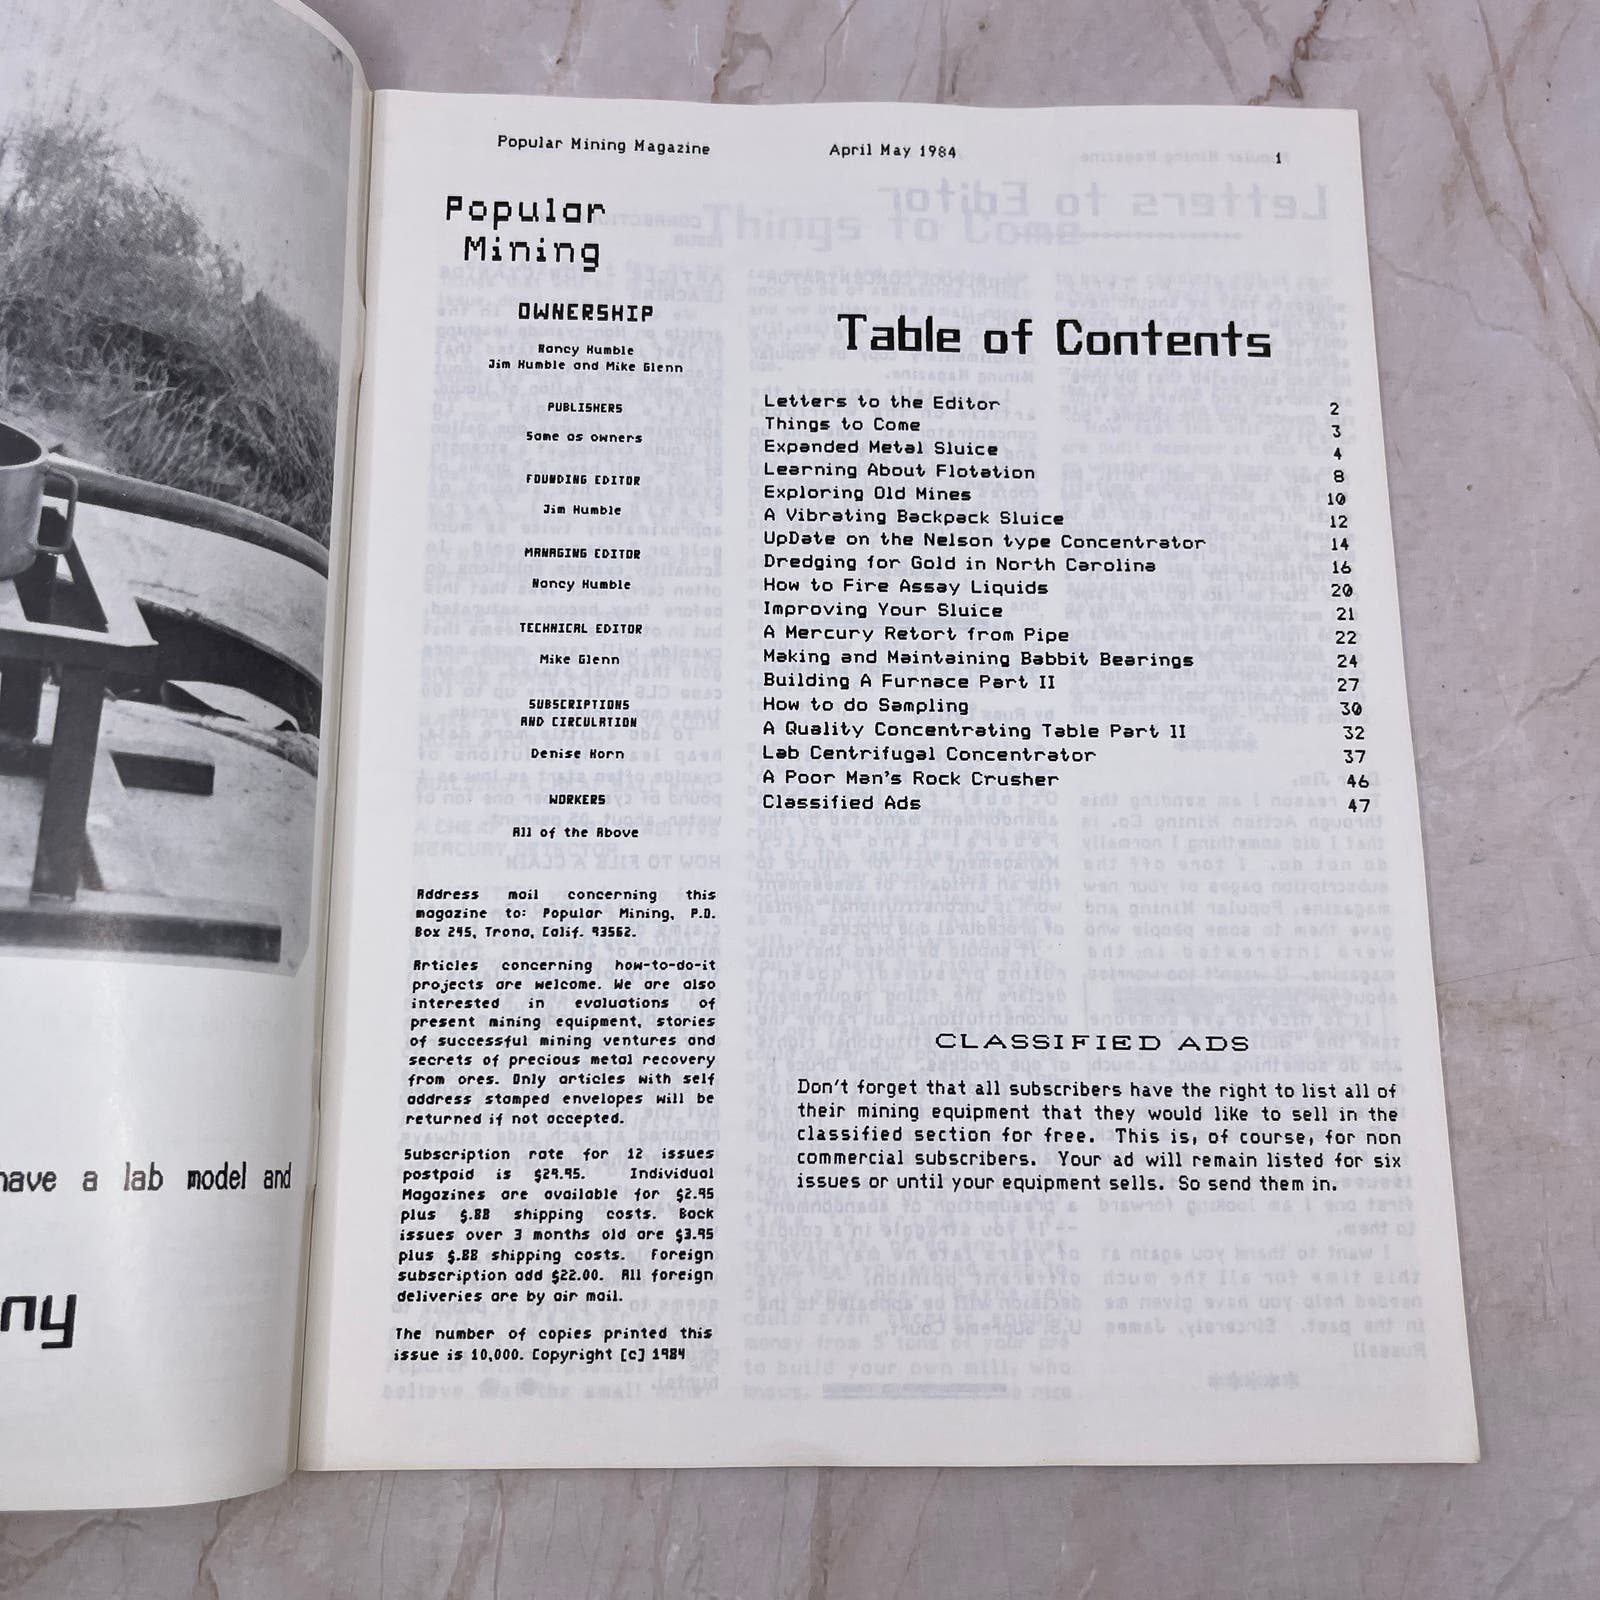 have a lab model and
ny
Popular Mining Magazine April May 1984 1
Popular
Mining
OWNERSHIP
Nancy Humble
Jim Humble and Mike Glenn
PUBLISHERS
Same as owners
FOUNDING EDITOR
Jim Humble
MANAGING EDITOR
Nancy Humble
TECHNICAL EDITOR
Mike Glenn
SUBSCRIPTIONS
AND CIRCULATION
Denise Horn
WORKERS
All of the Above
Address mail concerning this
magazine to: Popular Mining, P.O.
Box 245, Trona, Calif. 93562.
Articles concerning how-to-do-it
projects are welcome. We are also
interested in evaluations of
present mining equipment, stories
of successful mining ventures and
secrets of precious metal recovery
from ores. Only articles with self
address stamped envelopes will be
returned if not accepted.
Subscription rate for 12 issues
postpaid is $29.95. Individual
Magazines are available for $2.95
plus $.88 shipping costs. Back
issues over 3 months old are $3.95
plus $.88 shipping costs. Foreign
subscription add $22.00. All foreign
deliveries are by air mail.
The number of copies printed this
issue is 10,000. Copyright [c] 1984
Table of Contents
Letters to the Editor 2
Things to Come 3
Expanded Metal Sluice 4
Learning About Flotation 8
Exploring Old Mines 10
A Vibrating Backpack Sluice 12
UpDate on the Nelson type Concentrator 14
Dredging for Gold in North Carolina 16
How to Fire Assay Liquids 20
Improving Your Sluice 21
A Mercury Retort from Pipe 22
Making and Maintaining Babbit Bearings 24
Building A Furnace Part II 27
How to do Sampling 30
A Quality Concentrating Table Part II 32
Lab Centrifugal Concentrator 37
A Poor Man's Rock Crusher 46
Classified Ads 47
CLASSIFIED ADS
Don't forget that all subscribers have the right to list all of
their mining equipment that they would like to sell in the
classified section for free. This is, of course, for non
commercial subscribers. Your ad will remain listed for six
issues or until your equipment sells. So send them in.